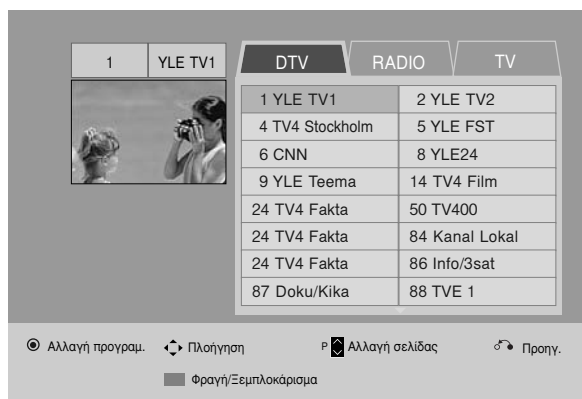 1 YLE TV1 DTV RADIO TV
1 YLE TV1 2 YLE TV2
4 TV4 Stockholm 5 YLE FST
6 CNN 8 YLE24
9 YLE Teema 14 TV4 Film
24 TV4 Fakta 50 TV400
24 TV4 Fakta 84 Kanal Lokal
24 TV4 Fakta 86 Info/3sat
87 Doku/Kika 88 TVE 1
Αλλαγή προγραμ. Πλοήγηση P Αλλαγή σελίδας Προηγ.
Φραγή/Ξεμπλοκάρισμα